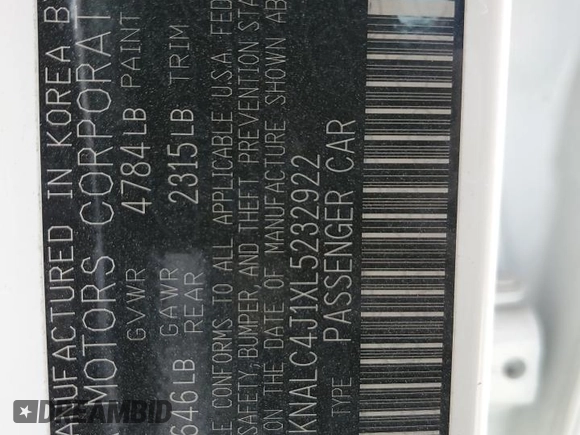 ANUFACTURED IN KOREA B
A MOTORS CORPORAT
GVWR 4784LB PAINT
646LB GAWR REAR 2315LB TRIM
LE CONFORMS TO ALL APPLICABLE U.S.A FED
SAFETY, BUMPER, AND THEFT PREVENTION STA
ON THE DATE OF MANUFACTURE SHOWN AB
KNALC4J1XL5232922
TYPE PASSENGER CAR
DREAMBID